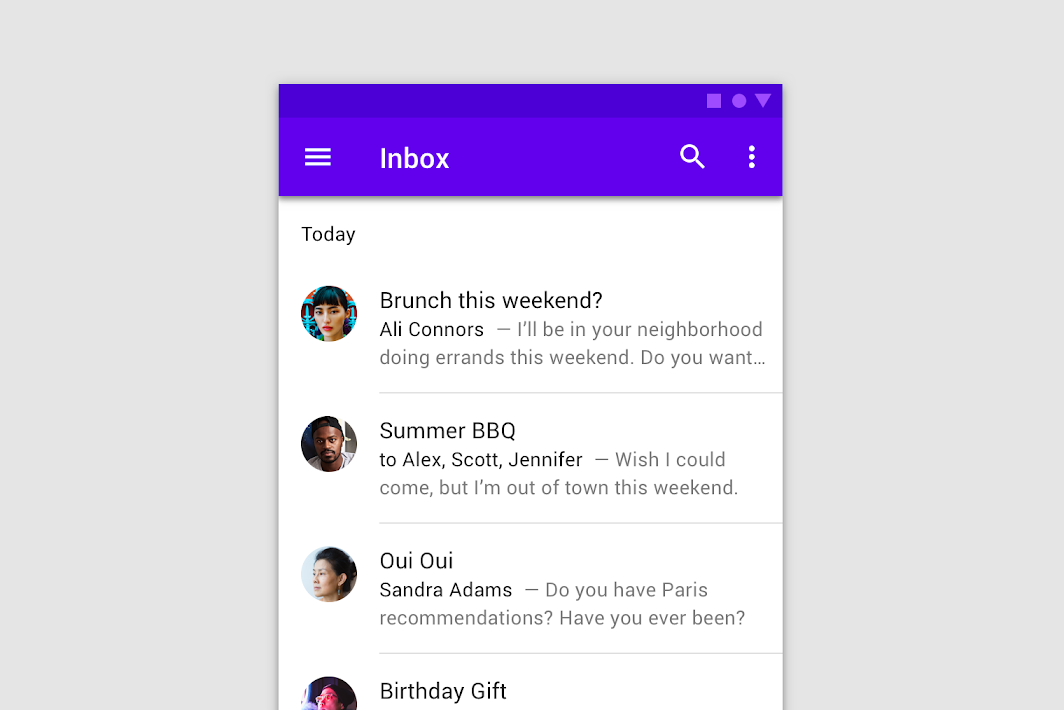 Inbox
Today
Brunch this weekend?
Ali Connors — I’ll be in your neighborhood
doing errands this weekend. Do you want…
Summer BBQ
to Alex, Scott, Jennifer — Wish I could
come, but I’m out of town this weekend.
Oui Oui
Sandra Adams — Do you have Paris
recommendations? Have you ever been?
Birthday Gift